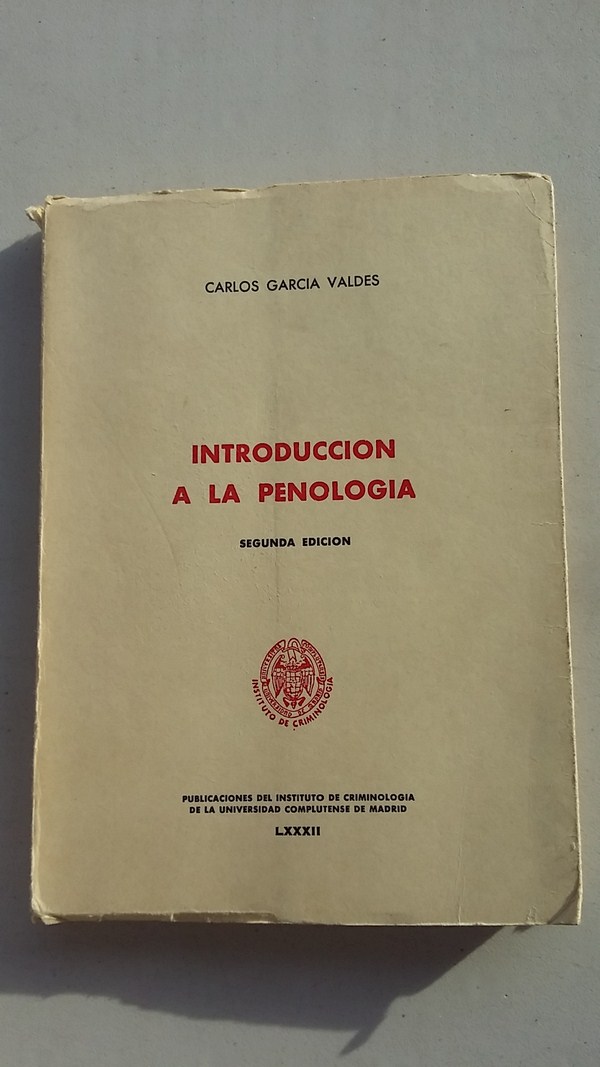 CARLOS GARCIA VALDES
INTRODUCCION
A LA PENOLOGIA
SEGUNDA EDICION
INSTITUTO DE CRIMINOLOGIA
PUBLICACIONES DEL INSTITUTO DE CRIMINOLOGIA
DE LA UNIVERSIDAD COMPLUTENSE DE MADRID
LXXXII